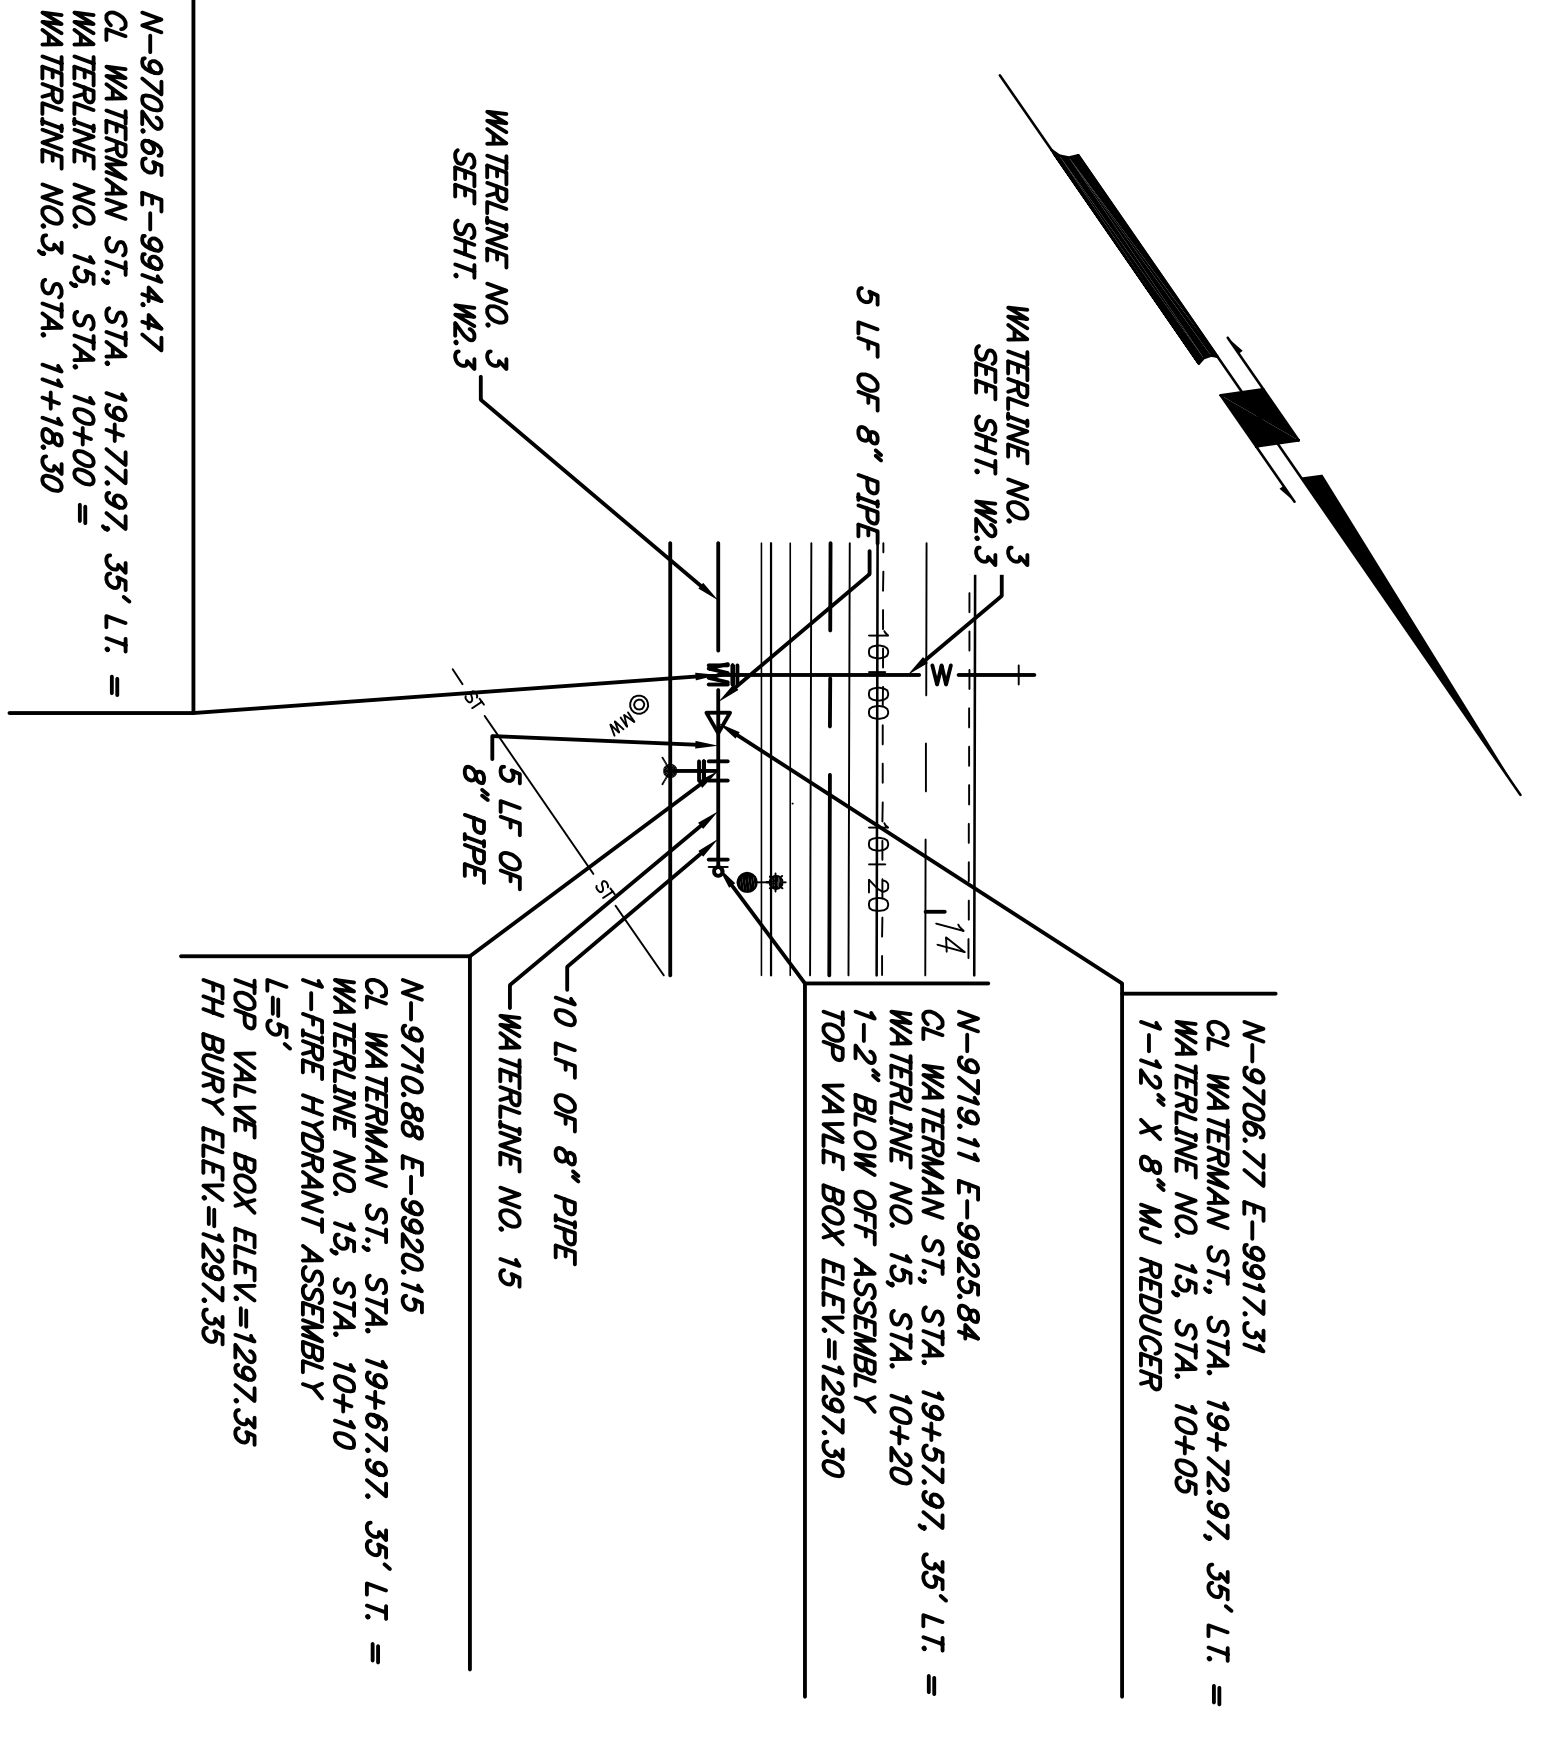 N-9702.65 E-9914.47
CL WATERMAN ST., STA. 19+77.97, 35' LT. =
WATERLINE NO. 15, STA. 10+00 =
WATERLINE NO.3, STA. 11+18.30
WATERLINE NO. 3
SEE SHT. W2.3
5 LF OF 8" PIPE
WATERLINE NO. 3
SEE SHT. W2.3
W
W
10+00
10+20
14
MW
ST
ST
5 LF OF
8" PIPE
10 LF OF 8" PIPE
WATERLINE NO. 15
N-9706.77 E-9917.31
CL WATERMAN ST., STA. 19+72.97, 35' LT. =
WATERLINE NO. 15, STA. 10+05
1-12" X 8" MJ REDUCER
N-9719.11 E-9925.84
CL WATERMAN ST., STA. 19+57.97, 35' LT. =
WATERLINE NO. 15, STA. 10+20
1-2" BLOW OFF ASSEMBLY
TOP VAVLE BOX ELEV.=1297.30
N-9710.88 E-9920.15
CL WATERMAN ST., STA. 19+67.97. 35' LT. =
WATERLINE NO. 15, STA. 10+10
1-FIRE HYDRANT ASSEMBLY
L=5'
TOP VALVE BOX ELEV.=1297.35
FH BURY ELEV.=1297.35